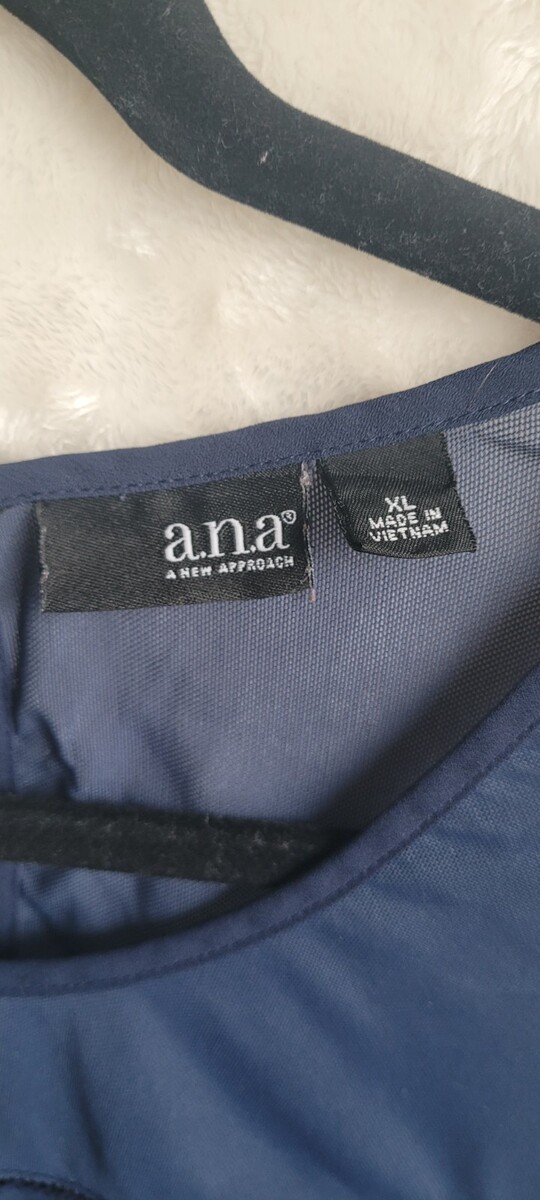 a.n.a®
A NEW APPROACH
XL
MADE IN
VIETNAM